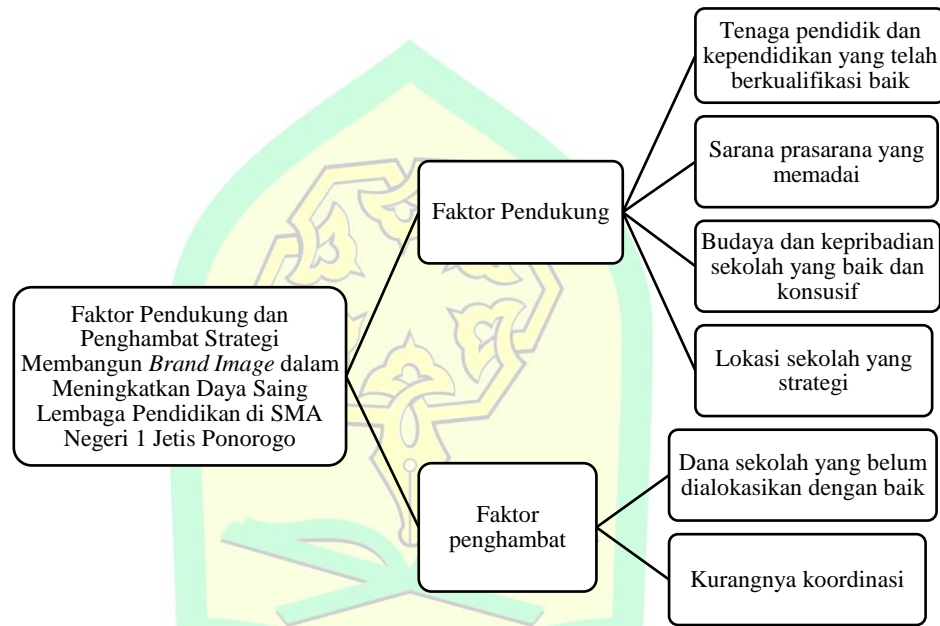 Faktor Pendukung dan
Penghambat Strategi
Membangun Brand Image dalam
Meningkatkan Daya Saing
Lembaga Pendidikan di SMA
Negeri 1 Jetis Ponorogo
Faktor Pendukung
Tenaga pendidik dan
kependidikan yang telah
berkualifikasi baik
Sarana prasarana yang
memadai
Budaya dan kepribadian
sekolah yang baik dan
konsusif
Lokasi sekolah yang
strategi
Faktor
penghambat
Dana sekolah yang belum
dialokasikan dengan baik
Kurangnya koordinasi